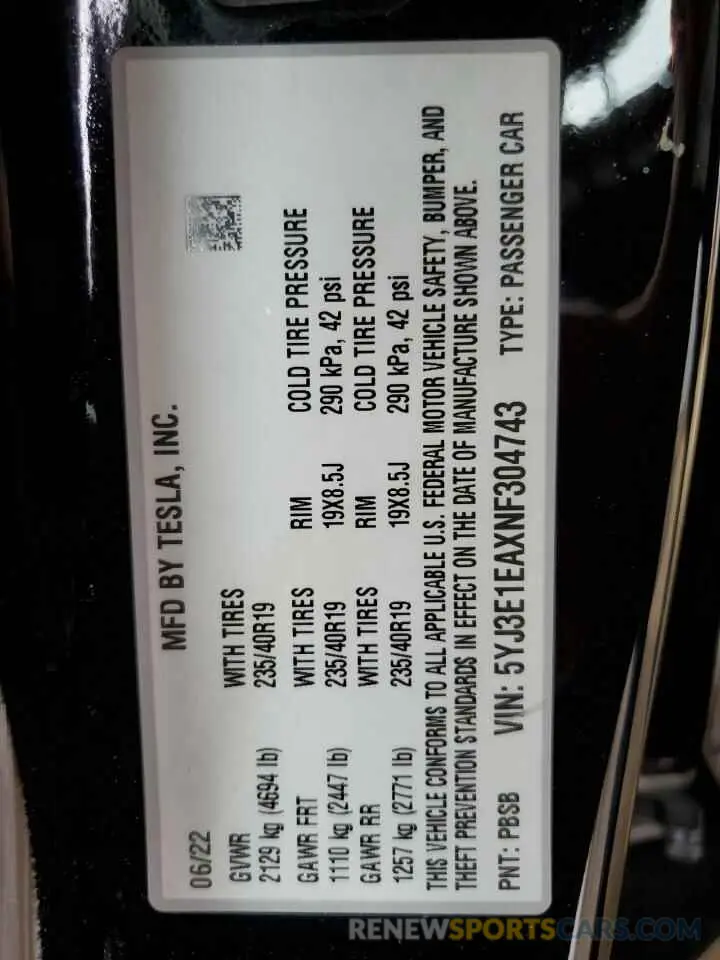 MFD BY TESLA, INC.
06/22
GVWR WITH TIRES
2129 kg (4694 lb) 235/40R19
GAWR FRT WITH TIRES RIM COLD TIRE PRESSURE
1110 kg (2447 lb) 235/40R19 19X8.5J 290 kPa, 42 psi
GAWR RR WITH TIRES RIM COLD TIRE PRESSURE
1257 kg (2771 lb) 235/40R19 19X8.5J 290 kPa, 42 psi
THIS VEHICLE CONFORMS TO ALL APPLICABLE U.S. FEDERAL MOTOR VEHICLE SAFETY, BUMPER, AND
THEFT PREVENTION STANDARDS IN EFFECT ON THE DATE OF MANUFACTURE SHOWN ABOVE.
PNT: PBSB VIN: 5YJ3E1EAXNF304743 TYPE: PASSENGER CAR
RENEWSPORTSCARS.COM